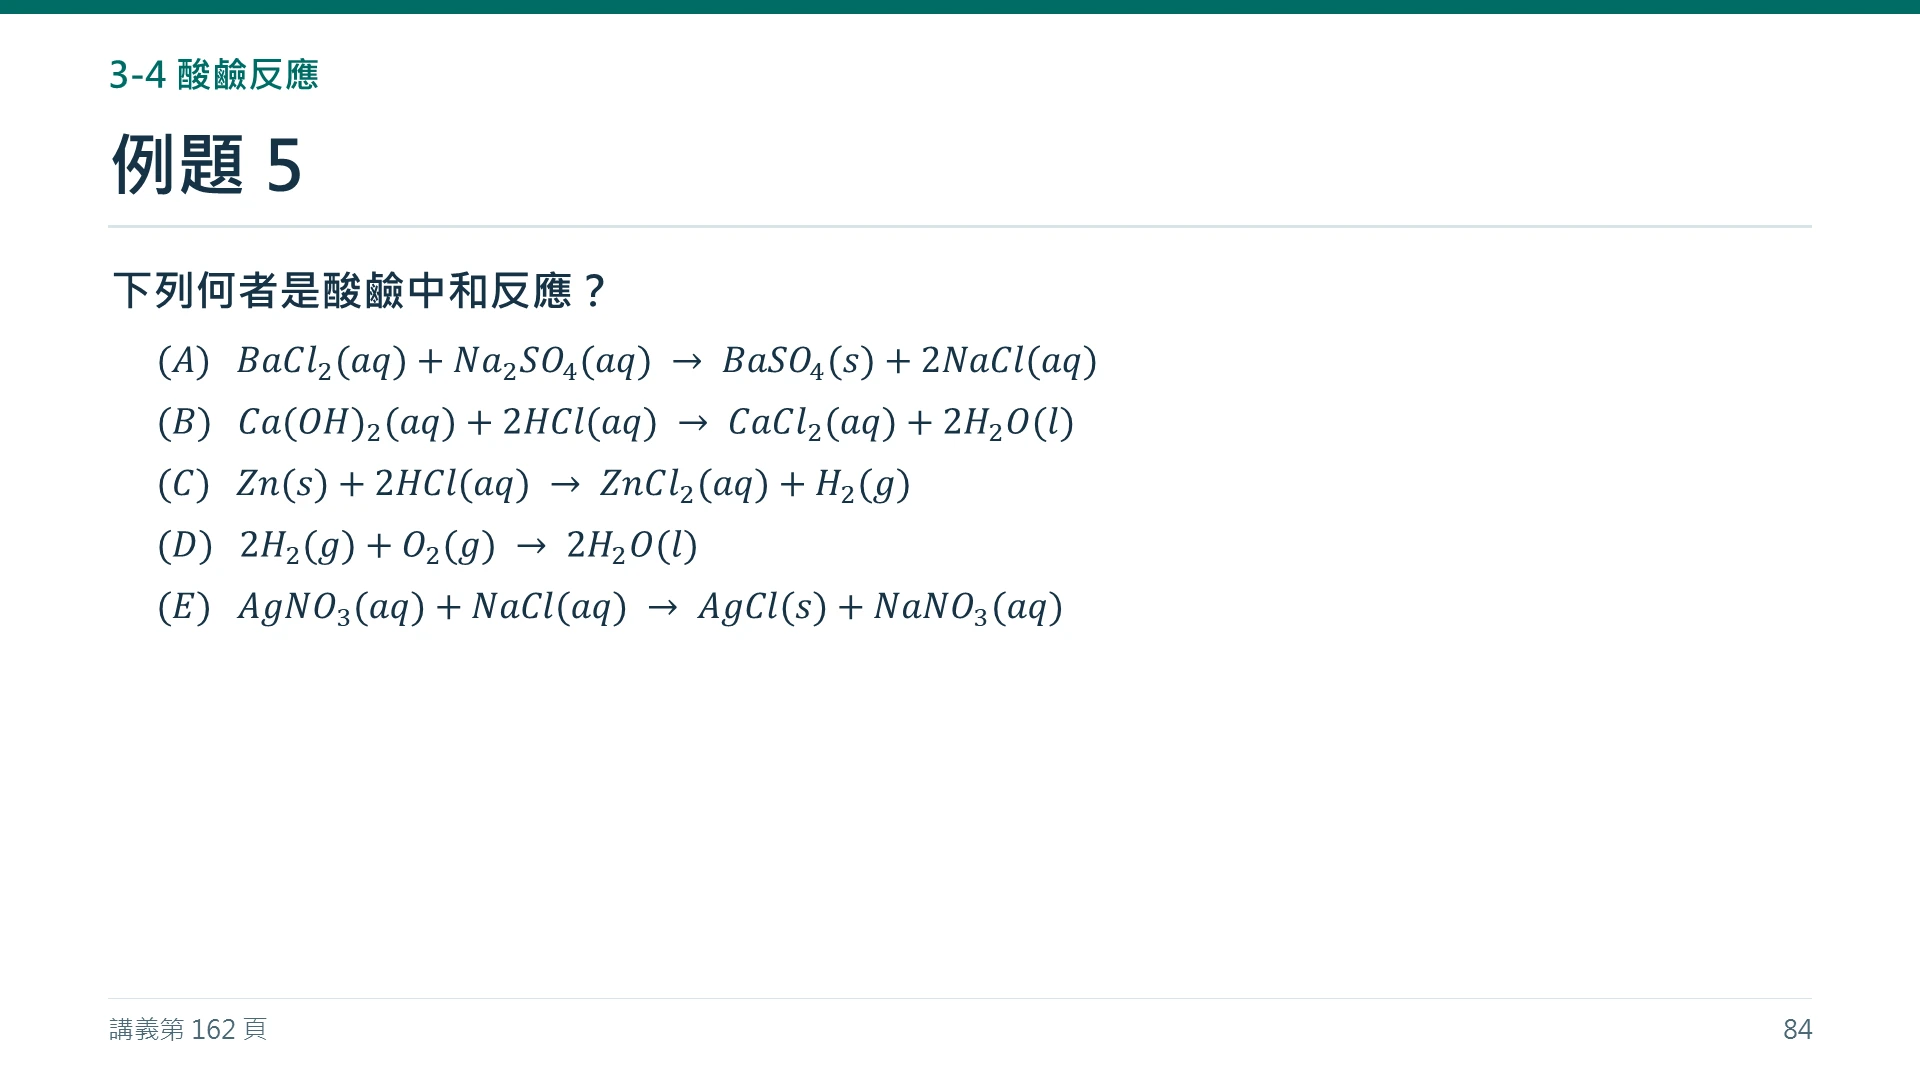 3-4 酸鹼反應
例題 5
下列何者是酸鹼中和反應？
(A) BaCl₂(aq) + Na₂SO₄(aq) → BaSO₄(s) + 2NaCl(aq)
(B) Ca(OH)₂(aq) + 2HCl(aq) → CaCl₂(aq) + 2H₂O(l)
(C) Zn(s) + 2HCl(aq) → ZnCl₂(aq) + H₂(g)
(D) 2H₂(g) + O₂(g) → 2H₂O(l)
(E) AgNO₃(aq) + NaCl(aq) → AgCl(s) + NaNO₃(aq)
講義第 162 頁
84